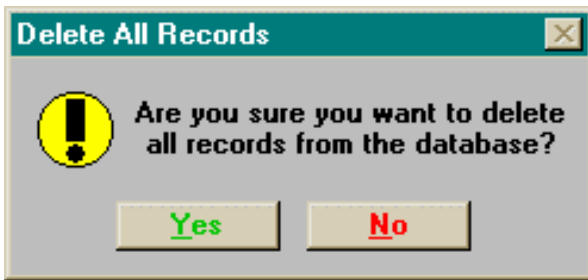 Delete All Records
Are you sure you want to delete
all records from the database?
Yes
No